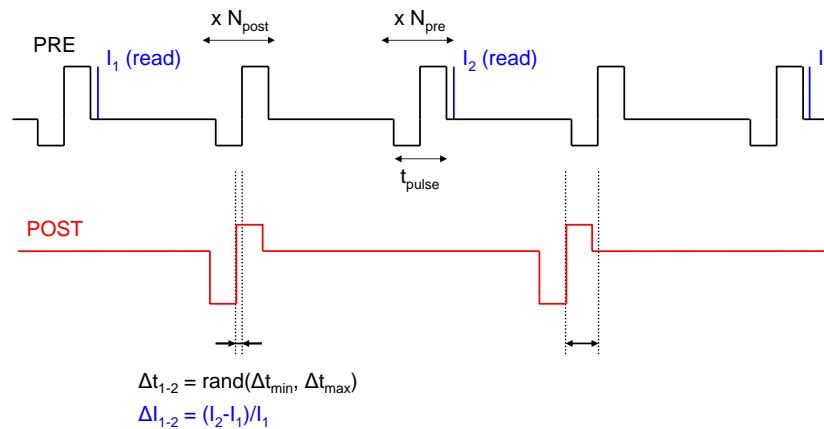 x N_post
x N_pre
PRE
I_1 (read)
I_2 (read)
I
t_pulse
POST
Δt_1-2 = rand(Δt_min, Δt_max)
ΔI_1-2 = (I_2-I_1)/I_1